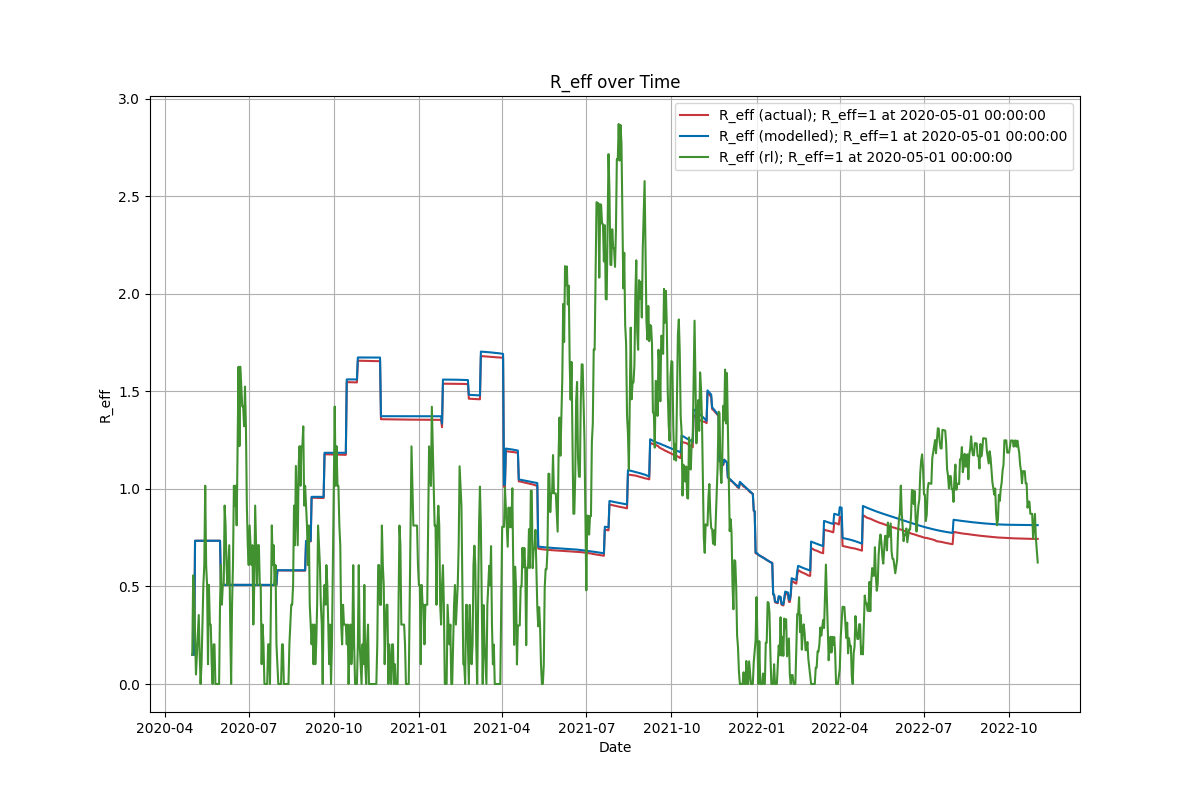 R_eff over Time
R_eff (actual); R_eff=1 at 2020-05-01 00:00:00
R_eff (modelled); R_eff=1 at 2020-05-01 00:00:00
R_eff (rl); R_eff=1 at 2020-05-01 00:00:00
3.0
2.5
2.0
1.5
1.0
0.5
0.0
R_eff
2020-04 2020-07 2020-10 2021-01 2021-04 2021-07 2021-10 2022-01 2022-04 2022-07 2022-10
Date